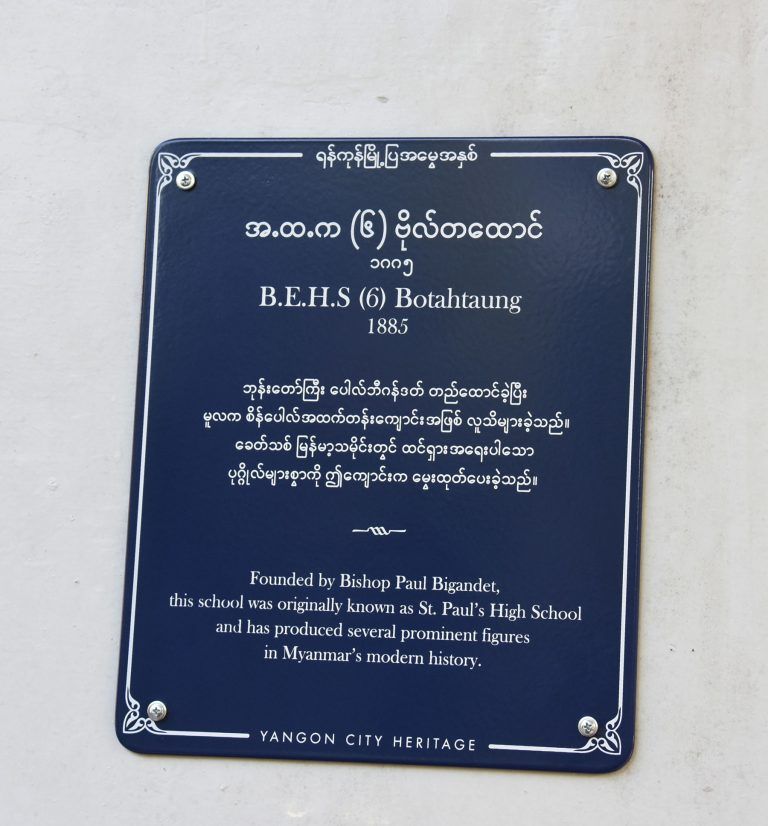 ရန်ကုန်မြို့ပြအမွေအနှစ်
အ.ထ.က (၆) ဗိုလ်တထောင်
၁၈၈၅
B.E.H.S (6) Botahtaung
1885
ဘုန်းတော်ကြီး ပေါလ်ဘီဂန်ဒတ် တည်ထောင်ခဲ့ပြီး
မူလက စိန်ပေါလ်အထက်တန်းကျောင်းအဖြစ် လူသိများခဲ့သည်။
ခေတ်သစ် မြန်မာ့သမိုင်းတွင် ထင်ရှားအရေးပါသော
ပုဂ္ဂိုလ်များစွာကို ဤကျောင်းက မွေးထုတ်ပေးခဲ့သည်။
Founded by Bishop Paul Bigandet,
this school was originally known as St. Paul's High School
and has produced several prominent figures
in Myanmar's modern history.
YANGON CITY HERITAGE